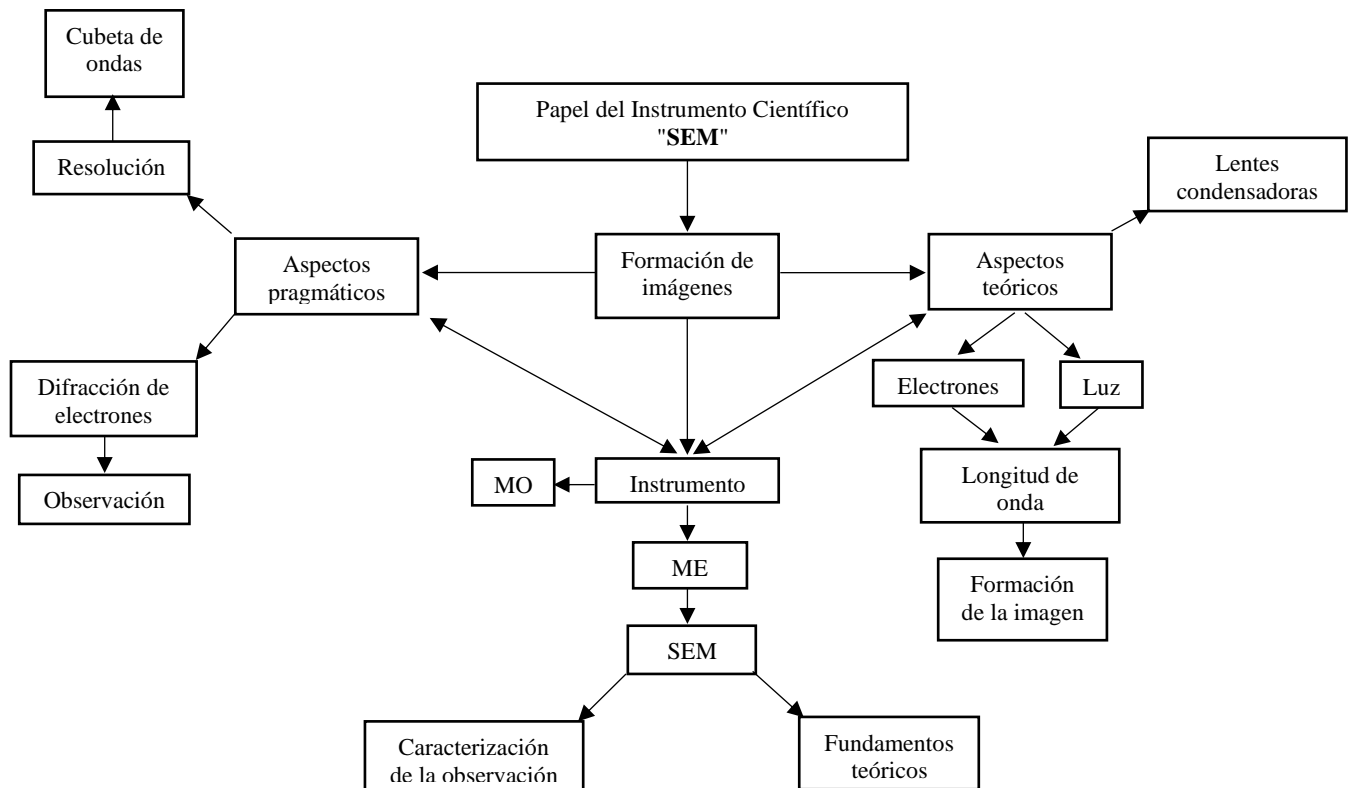 Cubeta de
ondas
Papel del Instrumento Científico
"SEM"
Resolución
Lentes
condensadoras
Aspectos
pragmáticos
Formación de
imágenes
Aspectos
teóricos
Difracción de
electrones
Electrones
Luz
Observación
MO
Instrumento
Longitud de
onda
ME
Formación
de la imagen
SEM
Caracterización
de la observación
Fundamentos
teóricos